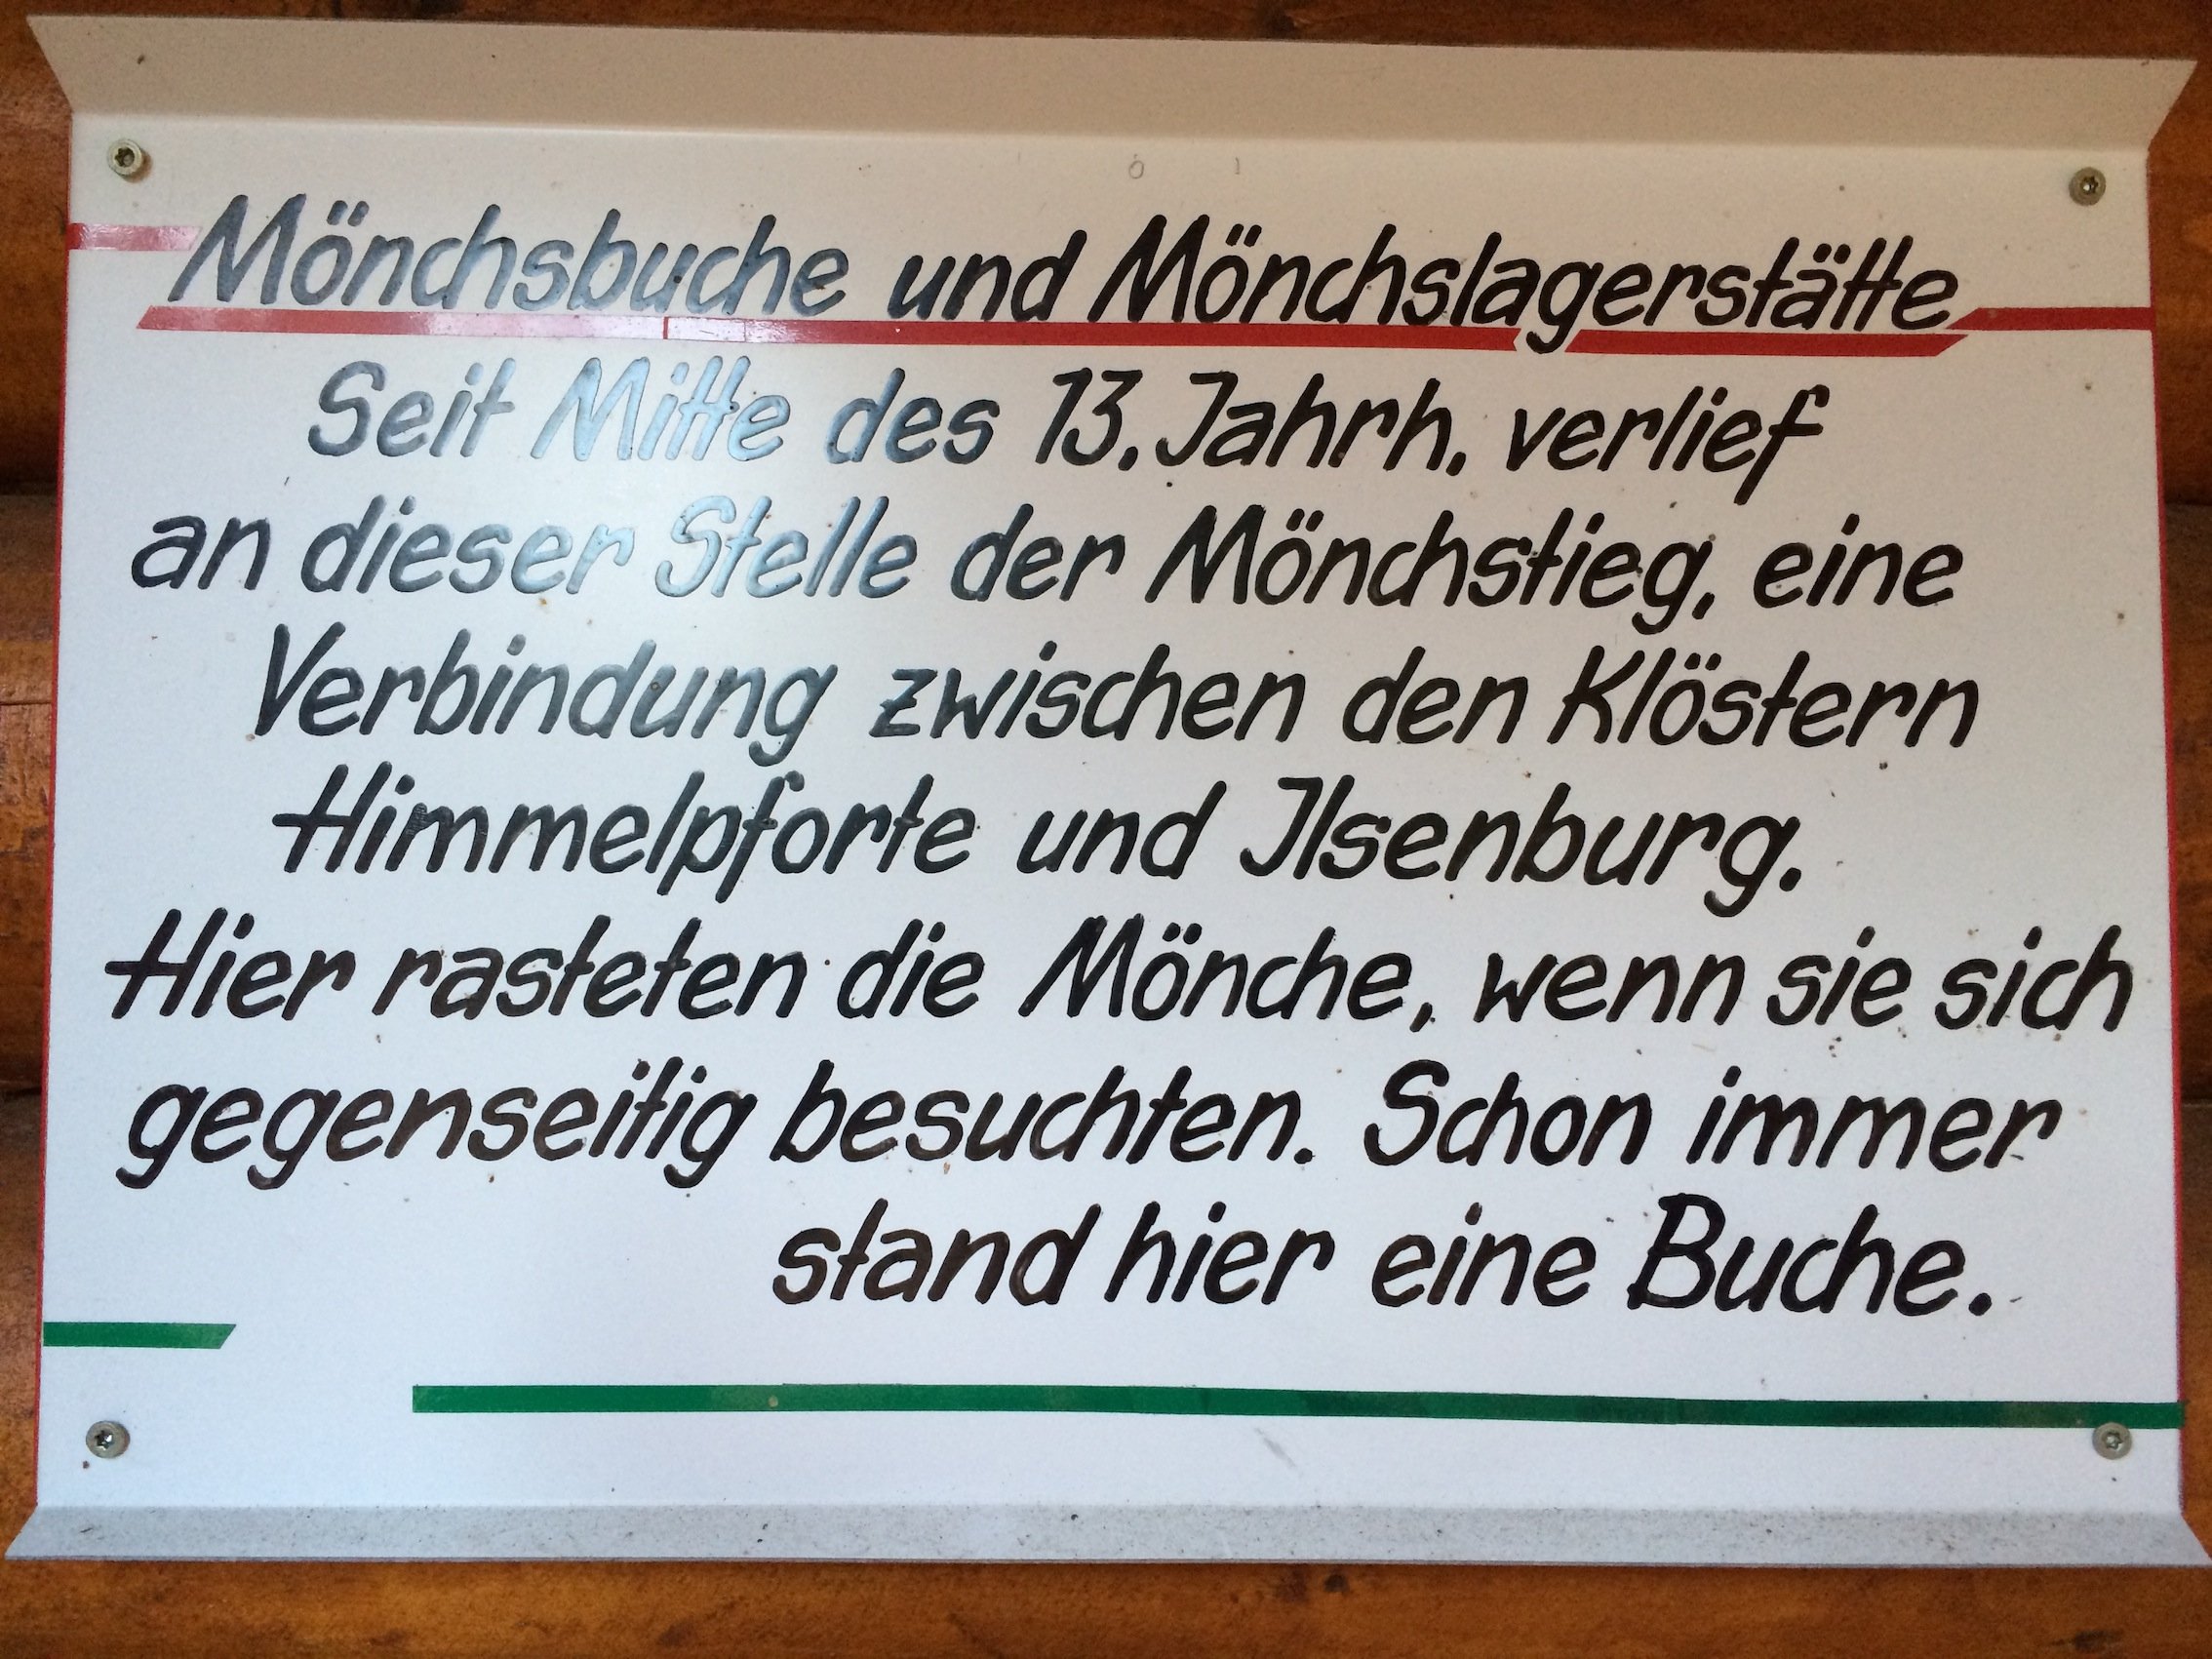 Mönchsbuche und Mönchslagerstätte
Seit Mitte des 13. Jahrh. verlief
an dieser Stelle der Mönchstieg, eine
Verbindung zwischen den Klöstern
Himmelpforte und Ilsenburg.
Hier rasteten die Mönche, wenn sie sich
gegenseitig besuchten. Schon immer
stand hier eine Buche.